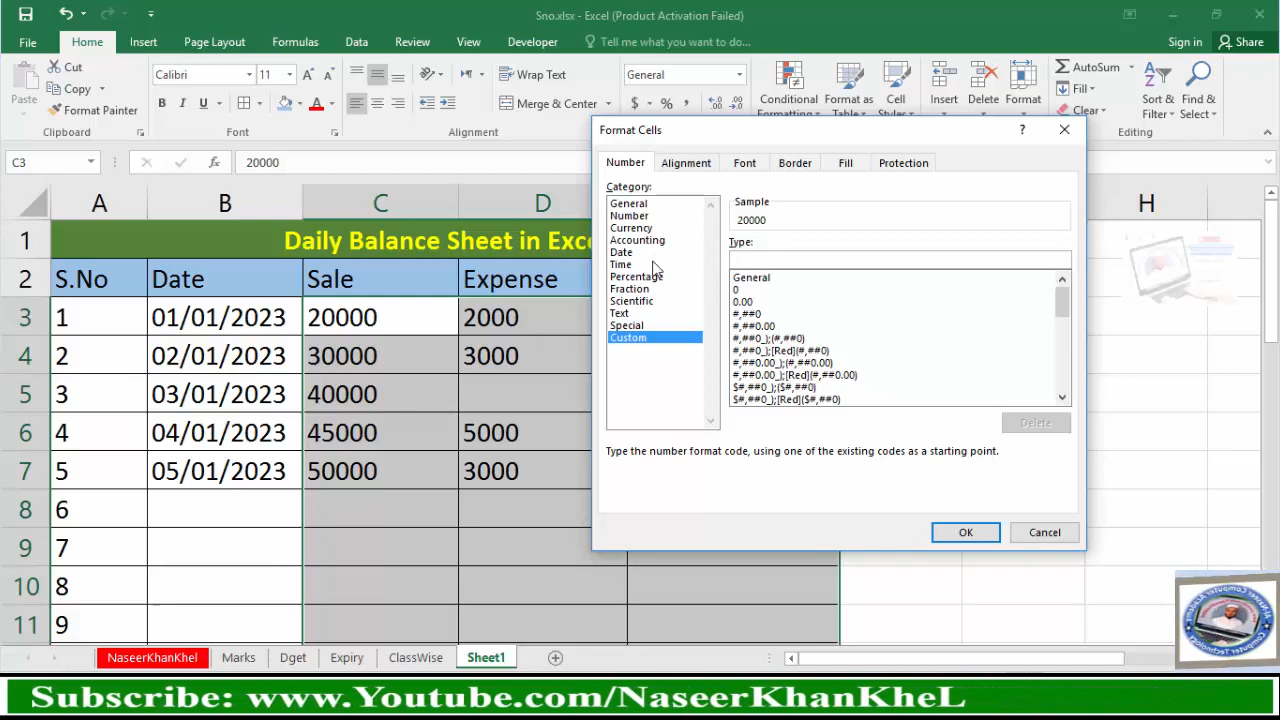 Sno.xlsx - Excel (Product Activation Failed)
File Home Insert Page Layout Formulas Data Review View Developer Tell me what you want to do... Sign in Share
Paste
Cut
Copy
Format Painter
Clipboard
Calibri 11
B I U
Font
Wrap Text
Merge & Center
Alignment
General
$ % ,
Conditional Formatting
Format as Table
Cell Styles
Insert Delete Format
AutoSum
Fill
Clear
Sort & Filter
Find & Select
Editing
C3 fx 20000
A B C D H
1 Daily Balance Sheet in Exce
2 S.No Date Sale Expense
3 1 01/01/2023 20000 2000
4 2 02/01/2023 30000 3000
5 3 03/01/2023 40000
6 4 04/01/2023 45000 5000
7 5 05/01/2023 50000 3000
8 6
9 7
10 8
11 9
Format Cells ?
Number Alignment Font Border Fill Protection
Category:
General
Number
Currency
Accounting
Date
Time
Percentage
Fraction
Scientific
Text
Special
Custom
Sample
20000
Type:
General
0
0.00
#,##0
#,##0.00
#,##0_);(#,##0)
#,##0_);[Red](#,##0)
#,##0.00_);(#,##0.00)
#,##0.00_);[Red](#,##0.00)
$#,##0_);($#,##0)
$#,##0_);[Red]($#,##0)
Delete
Type the number format code, using one of the existing codes as a starting point.
OK Cancel
NaseerKhanKhel Marks Dget Expiry ClassWise Sheet1
Subscribe: www.Youtube.com/NaseerKhanKheL